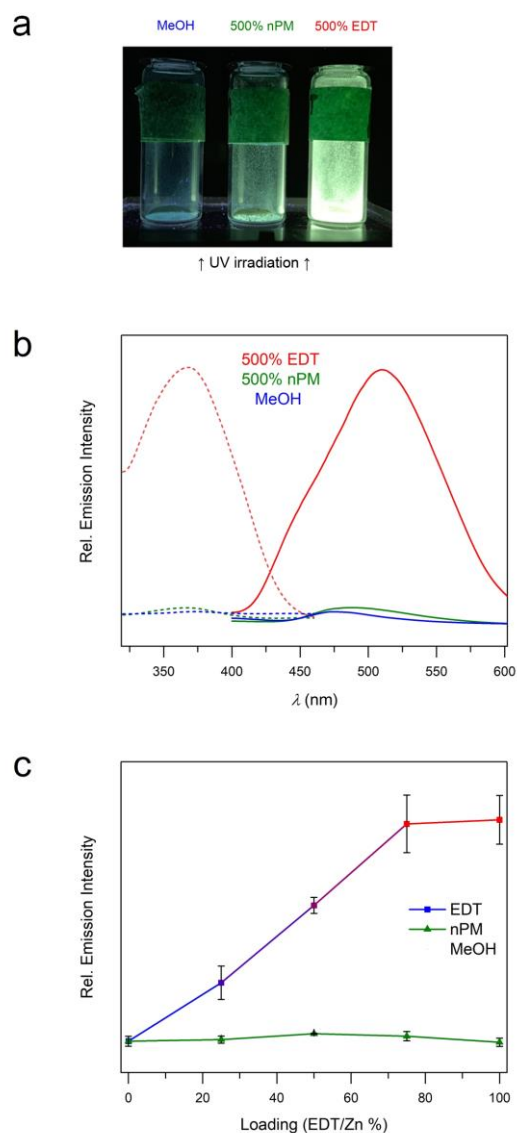 a
MeOH 500% nPM 500% EDT
↑ UV irradiation ↑
b
500% EDT
500% nPM
MeOH
Rel. Emission Intensity
350 400 450 500 550 600
λ (nm)
c
EDT
nPM
MeOH
Rel. Emission Intensity
0 20 40 60 80 100
Loading (EDT/Zn %)